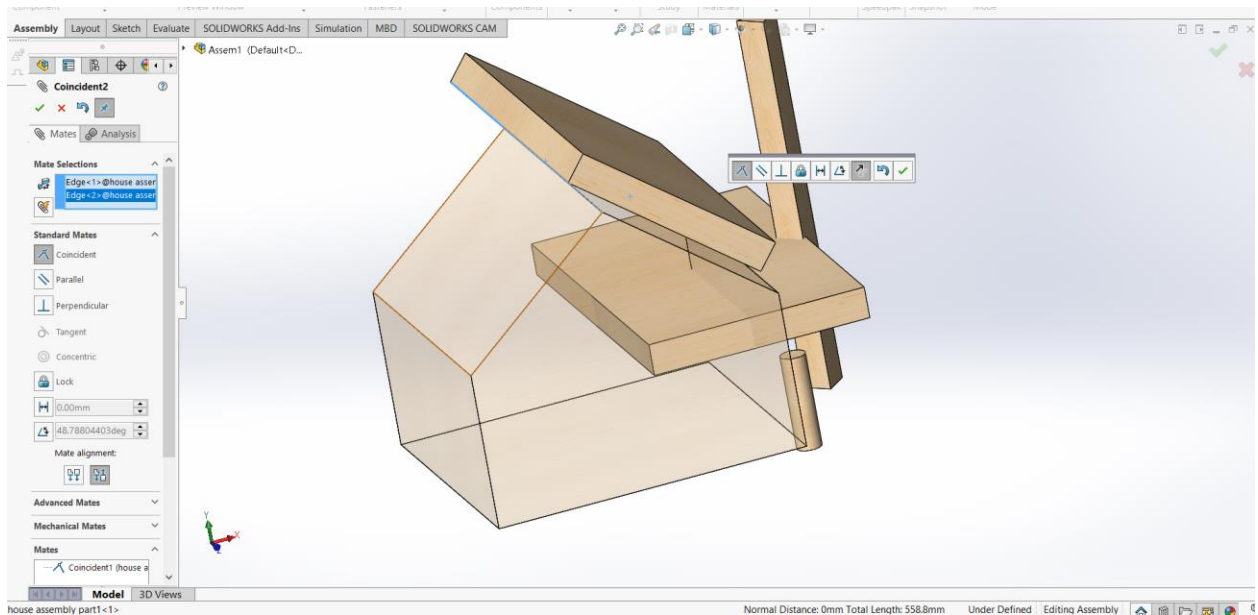 Assembly Layout Sketch Evaluate SOLIDWORKS Add-Ins Simulation MBD SOLIDWORKS CAM
Assem1 (Default<D...
Coincident2
Mates Analysis
Mate Selections
Edge<1>@house asser
Edge<2>@house asser
Standard Mates
Coincident
Parallel
Perpendicular
Tangent
Concentric
Lock
0.00mm
48.78804403deg
Mate alignment:
Advanced Mates
Mechanical Mates
Mates
Coincident1 (house a
Y
X
Model 3D Views
house assembly part1<1> Normal Distance: 0mm Total Length: 558.8mm Under Defined Editing Assembly